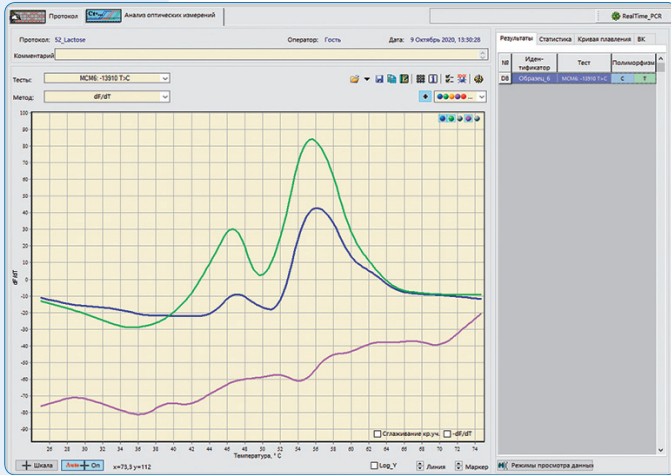 Протокол Анализ оптических измерений RealTime_PCR
Протокол: S2_Lactose Оператор: Гость Дата: 9 Октябрь 2020, 13:30:28
Комментарий
Тесты: MCM6: -13910 T>C
Метод: dF/dT
Результаты Статистика Кривая плавления ВК
№ Иден-тификатор Тест Полиморфизм
D8 Образец_6 MCM6: -13910 T>C C T
100
90
80
70
60
50
40
30
20
10
0
-10
-20
-30
-40
-50
-60
-70
-80
-90
dF/dT
Сглаживание кр.уч. -dF/dT
26 28 30 32 34 36 38 40 42 44 46 48 50 52 54 56 58 60 62 64 66 68 70 72 74
Температура, ° C
Шкала Лин On x=73,3 y=112 Log_Y Линия Маркер Режимы просмотра данных